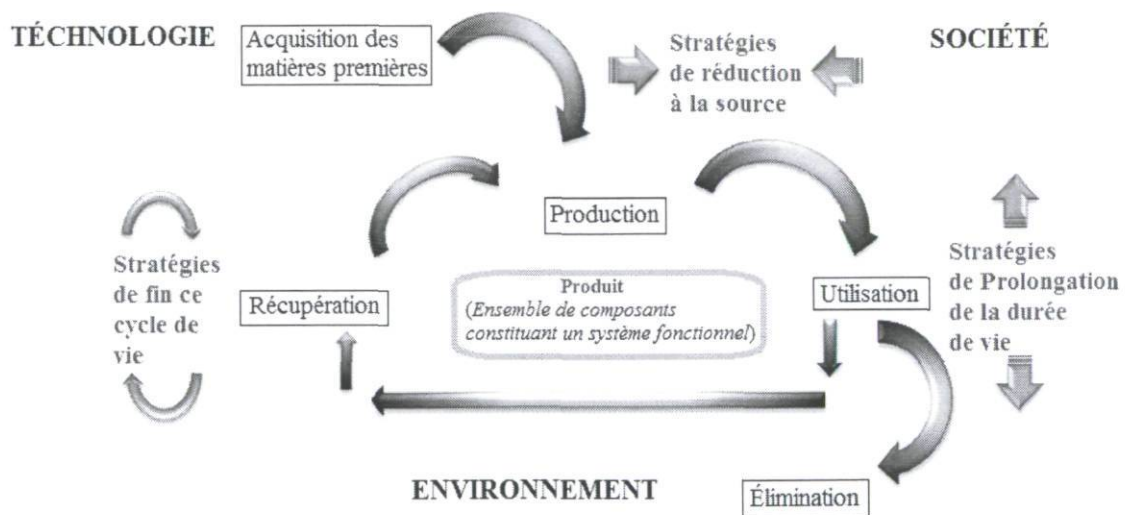 TÉCHNOLOGIE
Acquisition des
matières premières
Stratégies
de réduction
à la source
SOCIÉTÉ
Production
Stratégies
de fin ce
cycle de
vie
Récupération
Produit
(Ensemble de composants
constituant un système fonctionnel)
Utilisation
Stratégies
de Prolongation
de la durée
de vie
ENVIRONNEMENT
Élimination